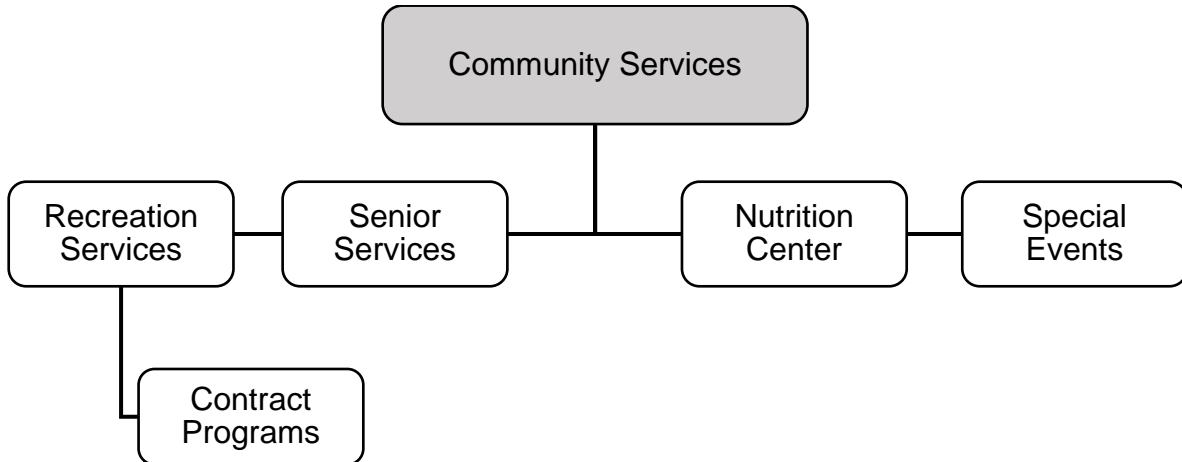 Community Services
Recreation
Services
Senior
Services
Nutrition
Center
Special
Events
Contract
Programs